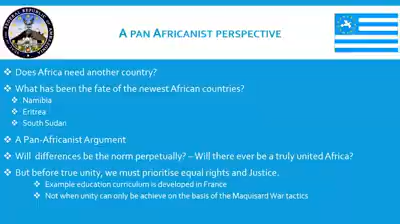 A PAN AFRICANIST PERSPECTIVE
Does Africa need another country?
What has been the fate of the newest African countries?
Namibia
Eritrea
South Sudan
A Pan-Africanist Argument
Will differences be the norm perpetually? – Will there ever be a truly united Africa?
But before true unity, we must prioritise equal rights and Justice.
Example education curriculum is developed in France
Not when unity can only be achieve on the basis of the Maquisard War tactics